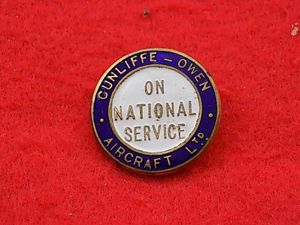 CUNLIFFE - OWEN
ON
NATIONAL
SERVICE
AIRCRAFT LTD